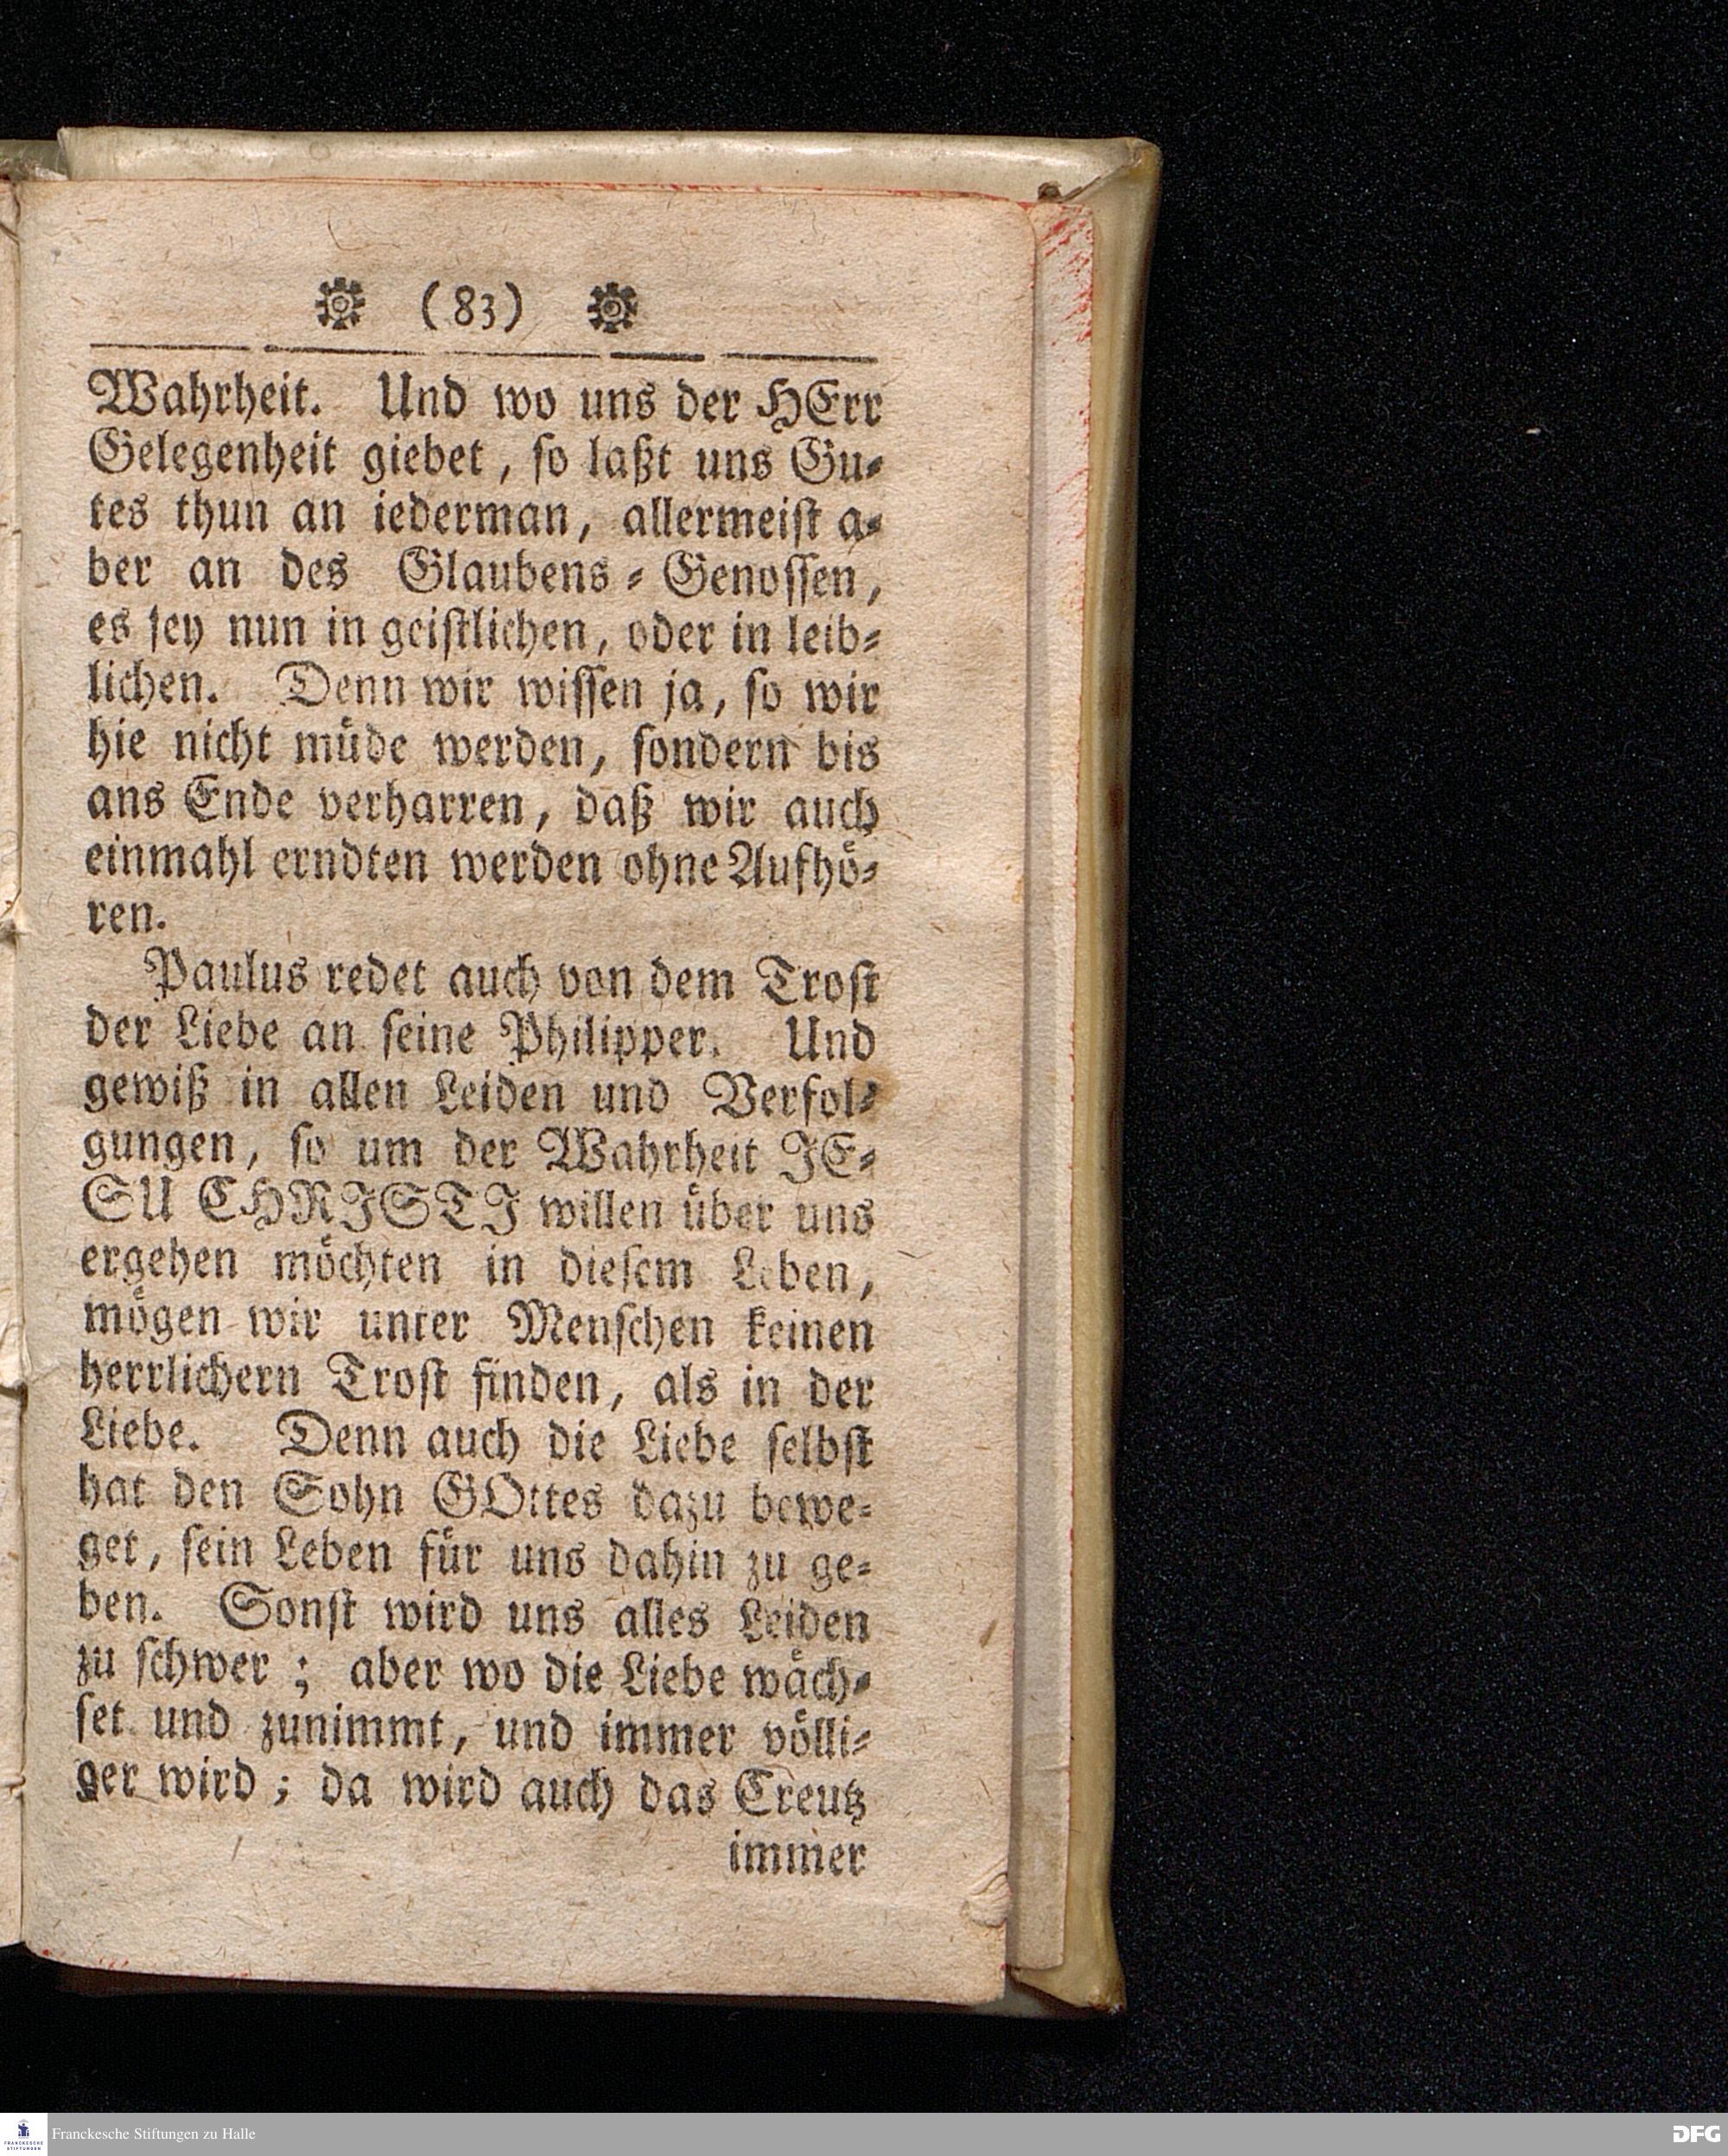 (83)
Wahrheit. Und wo uns der HErr
Gelegenheit giebet, ſo laßt uns Gu⸗
tes thun an iederman, allermeiſt a⸗
ber an des Glaubens⸗Genoſſen,
es ſey nun in geiſtlichen, oder in leib⸗
lichen. Denn wir wiſſen ja, ſo wir
hie nicht müde werden, ſondern bis
ans Ende verharren, daß wir auch
einmahl erndten werden ohne Aufhö⸗
ren.
Paulus redet auch von dem Troſt
der Liebe an ſeine Philipper. Und
gewiß in allen Leiden und Verfol⸗
gungen, ſo um der Wahrheit JE⸗
SU CHRISTI willen über uns
ergehen möchten in dieſem Leben,
mögen wir unter Menſchen keinen
herrlichern Troſt finden, als in der
Liebe. Denn auch die Liebe ſelbſt
hat den Sohn GOttes dazu bewe⸗
get, ſein Leben für uns dahin zu ge⸗
ben. Sonſt wird uns alles Leiden
zu ſchwer; aber wo die Liebe wäch⸗
ſet und zunimmt, und immer völli⸗
ger wird; da wird auch das Creutz
immer
FRANCKESCHE STIFTUNGEN
Franckesche Stiftungen zu Halle
DFG